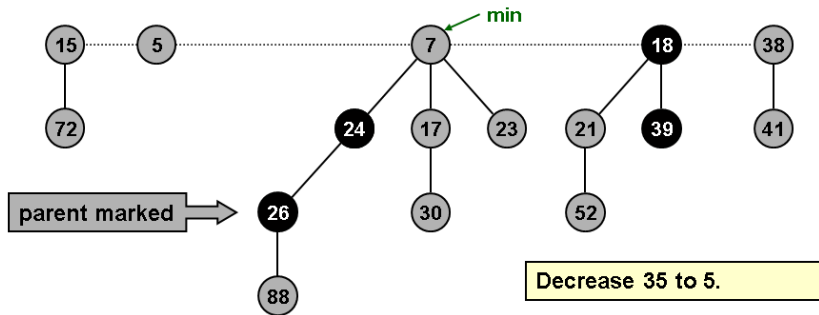 min
15 5 7 18 38
72 24 17 23 21 39 41
parent marked 26 30 52
88
Decrease 35 to 5.